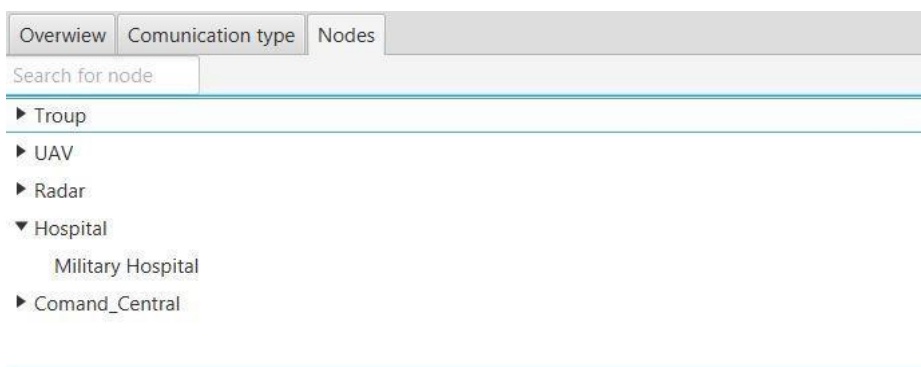 Overwiew Comunication type Nodes
Search for node
Troup
UAV
Radar
Hospital
Military Hospital
Comand_Central